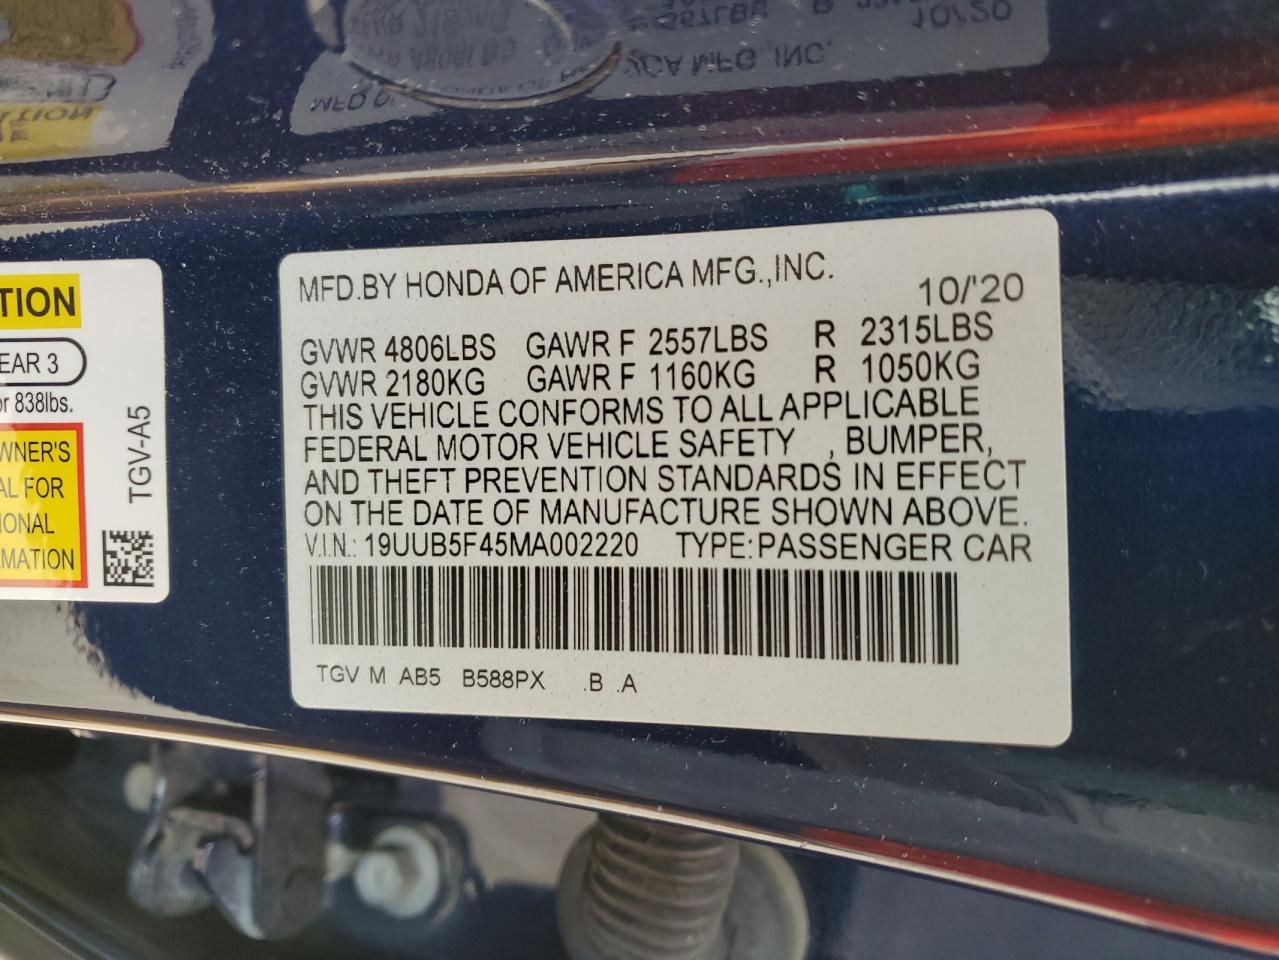 MFD.BY HONDA OF AMERICA MFG.,INC.
10/'20
GVWR 4806LBS GAWR F 2557LBS R 2315LBS
GVWR 2180KG GAWR F 1160KG R 1050KG
THIS VEHICLE CONFORMS TO ALL APPLICABLE
FEDERAL MOTOR VEHICLE SAFETY , BUMPER,
AND THEFT PREVENTION STANDARDS IN EFFECT
ON THE DATE OF MANUFACTURE SHOWN ABOVE.
V.I.N.: 19UUB5F45MA002220 TYPE:PASSENGER CAR
TGV M AB5 B588PX .B .A
TION
EAR 3
or 838lbs.
WNER'S
AL FOR
IONAL
RMATION
TGV-A5